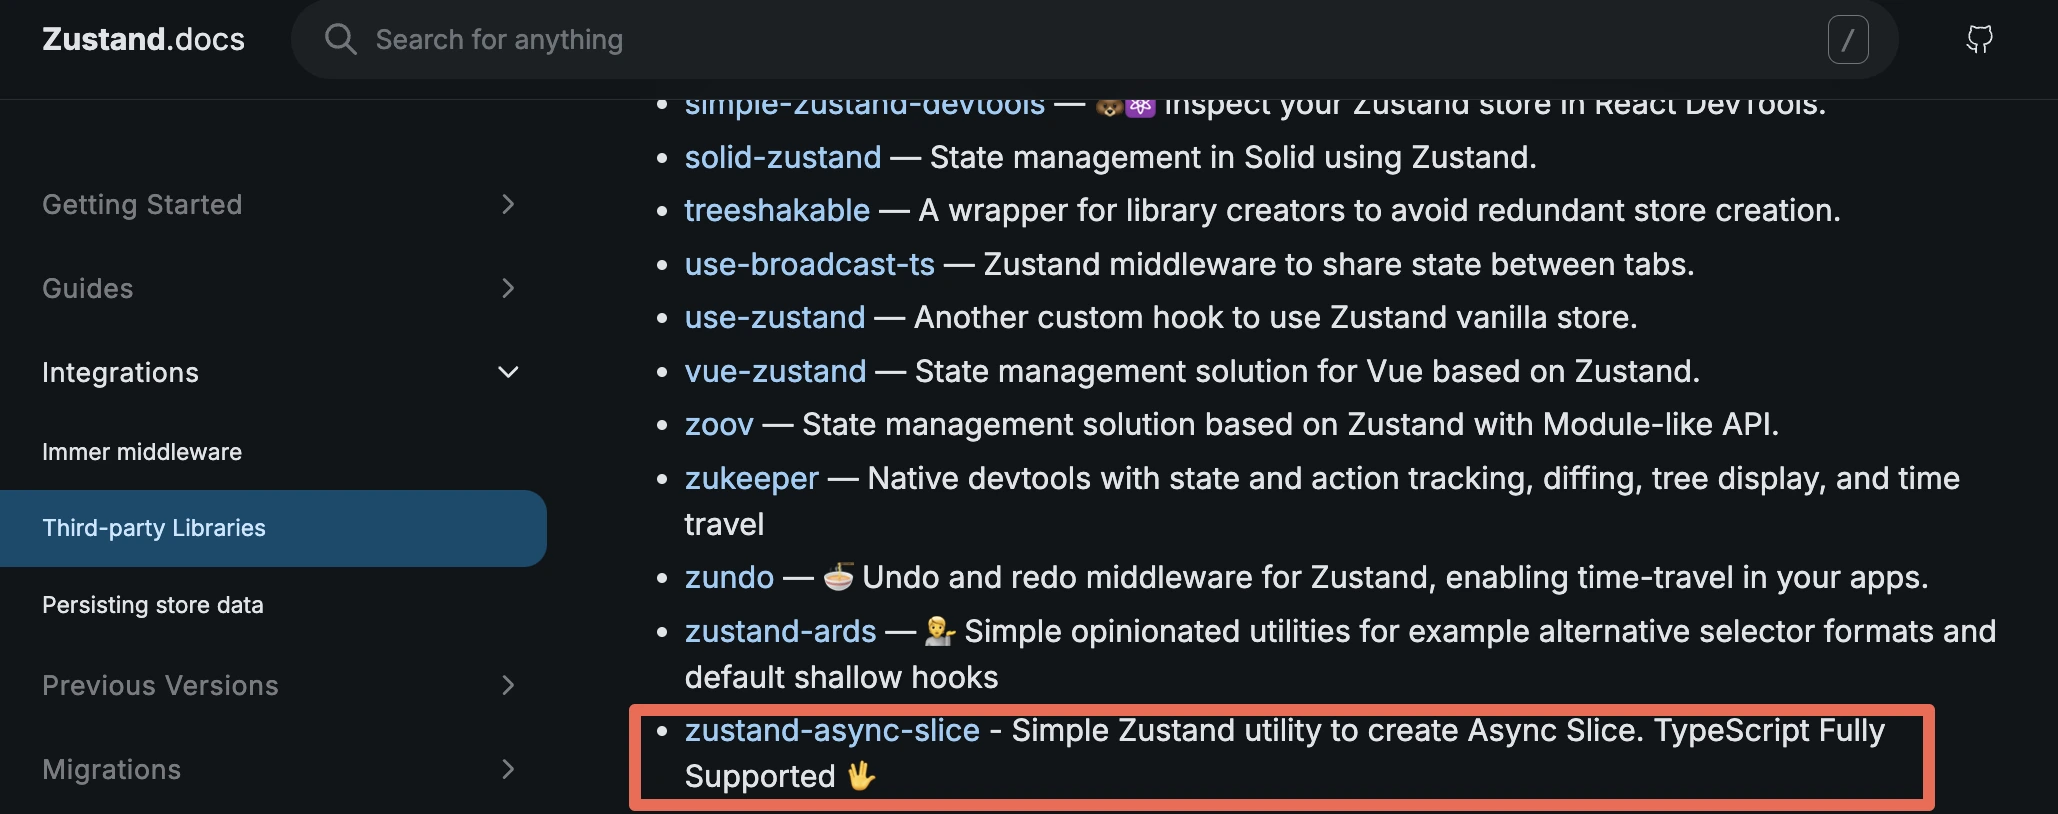 Zustand.docs
Search for anything
/
Getting Started
Guides
Integrations
Immer middleware
Third-party Libraries
Persisting store data
Previous Versions
Migrations
• simple-zustand-devtools — 🐻⚛️ Inspect your Zustand store in React DevTools.
• solid-zustand — State management in Solid using Zustand.
• treeshakable — A wrapper for library creators to avoid redundant store creation.
• use-broadcast-ts — Zustand middleware to share state between tabs.
• use-zustand — Another custom hook to use Zustand vanilla store.
• vue-zustand — State management solution for Vue based on Zustand.
• zoov — State management solution based on Zustand with Module-like API.
• zukeeper — Native devtools with state and action tracking, diffing, tree display, and time
travel
• zundo — 🍜 Undo and redo middleware for Zustand, enabling time-travel in your apps.
• zustand-ards — 💁 Simple opinionated utilities for example alternative selector formats and
default shallow hooks
• zustand-async-slice - Simple Zustand utility to create Async Slice. TypeScript Fully
Supported 🖖